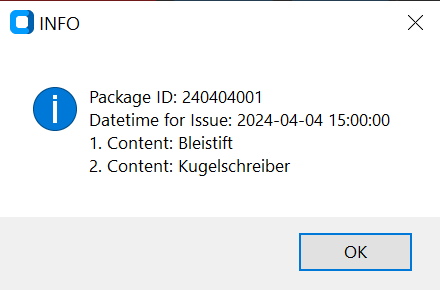 INFO
Package ID: 240404001
Datetime for Issue: 2024-04-04 15:00:00
1. Content: Bleistift
2. Content: Kugelschreiber
OK